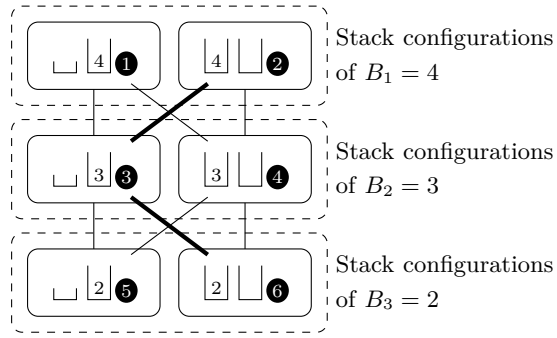 4 1 4 2 Stack configurations
of B₁ = 4
3 3 3 4 Stack configurations
of B₂ = 3
2 5 2 6 Stack configurations
of B₃ = 2